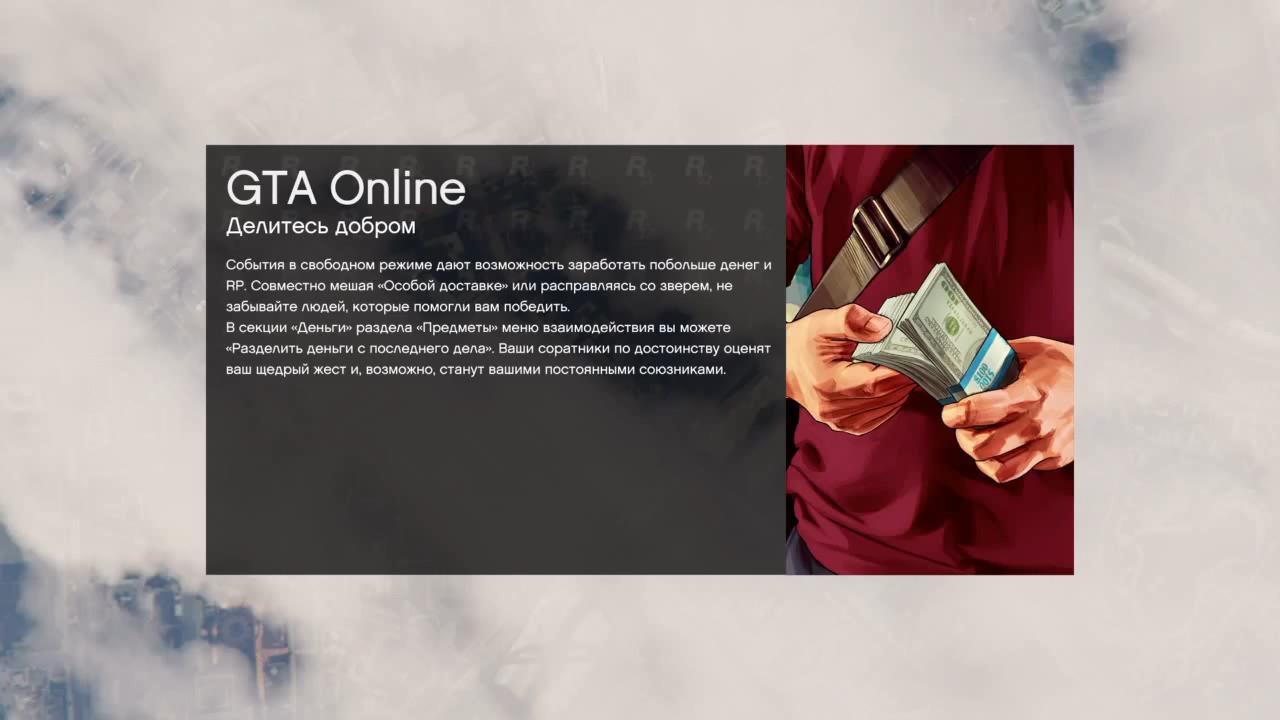 GTA Online
Делитесь добром
События в свободном режиме дают возможность заработать побольше денег и
RP. Совместно мешая «Особой доставке» или расправляясь со зверем, не
забывайте людей, которые помогли вам победить.
В секции «Деньги» раздела «Предметы» меню взаимодействия вы можете
«Разделить деньги с последнего дела». Ваши соратники по достоинству оценят
ваш щедрый жест и, возможно, станут вашими постоянными союзниками.